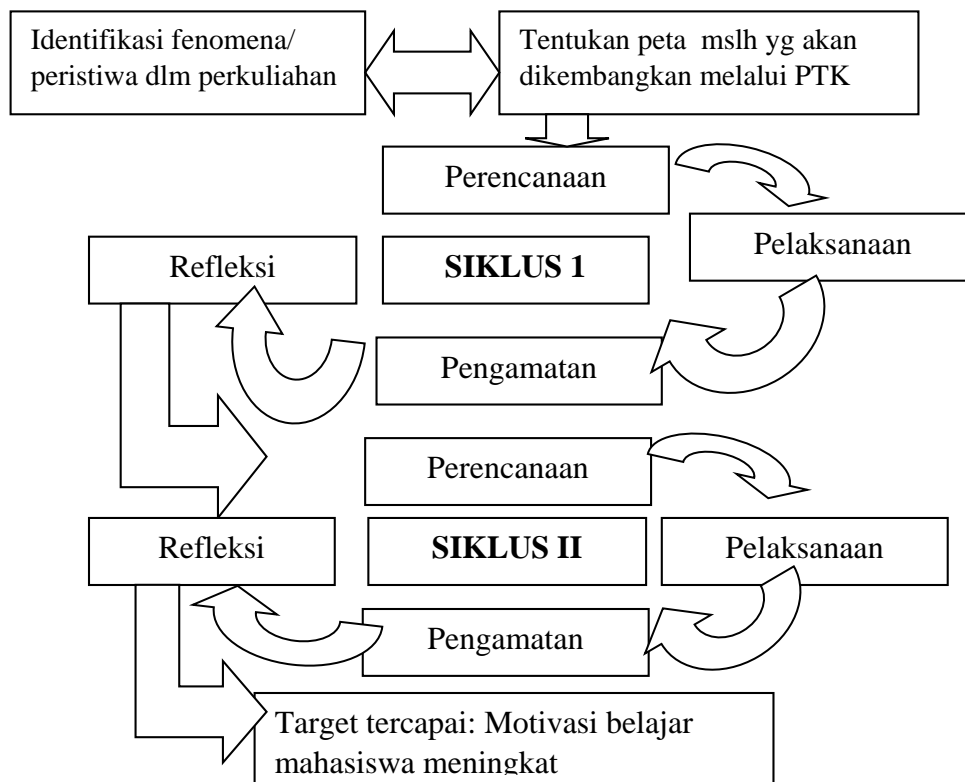 Identifikasi fenomena/
peristiwa dlm perkuliahan
Tentukan peta mslh yg akan
dikembangkan melalui PTK
Perencanaan
Pelaksanaan
Refleksi
SIKLUS 1
Pengamatan
Perencanaan
Refleksi
SIKLUS II
Pelaksanaan
Pengamatan
Target tercapai: Motivasi belajar
mahasiswa meningkat